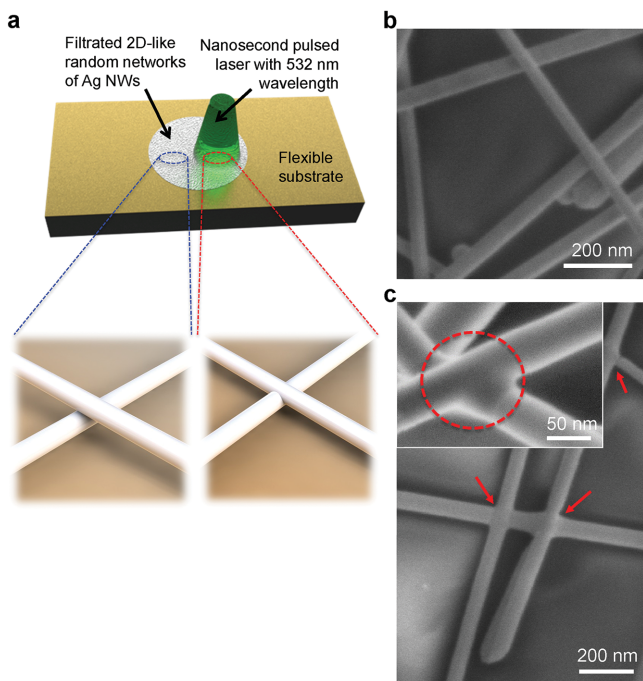 a
Filtrated 2D-like
random networks
of Ag NWs
Nanosecond pulsed
laser with 532 nm
wavelength
Flexible
substrate
b
200 nm
c
50 nm
200 nm